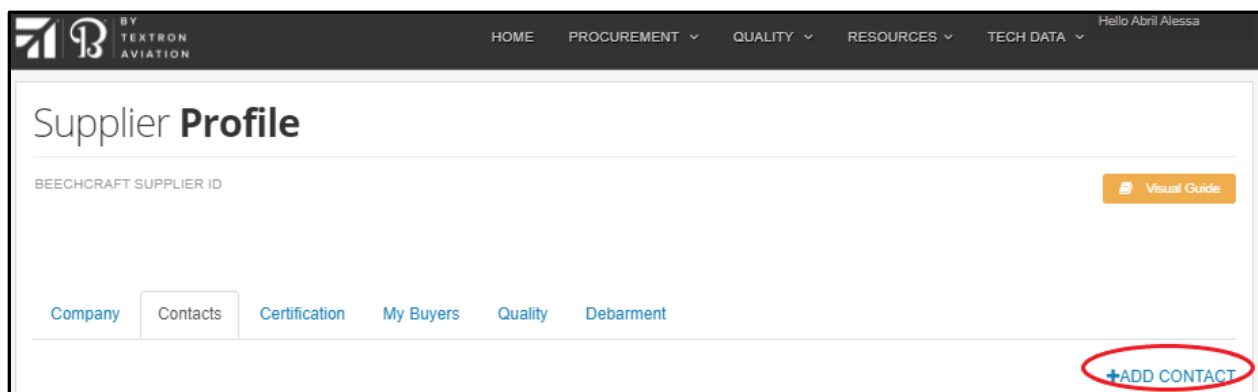 BY
TEXTRON
AVIATION
HOME PROCUREMENT QUALITY RESOURCES TECH DATA
Hello Abril Alessa
Supplier Profile
BEECHCRAFT SUPPLIER ID
Visual Guide
Company Contacts Certification My Buyers Quality Debarment
+ADD CONTACT